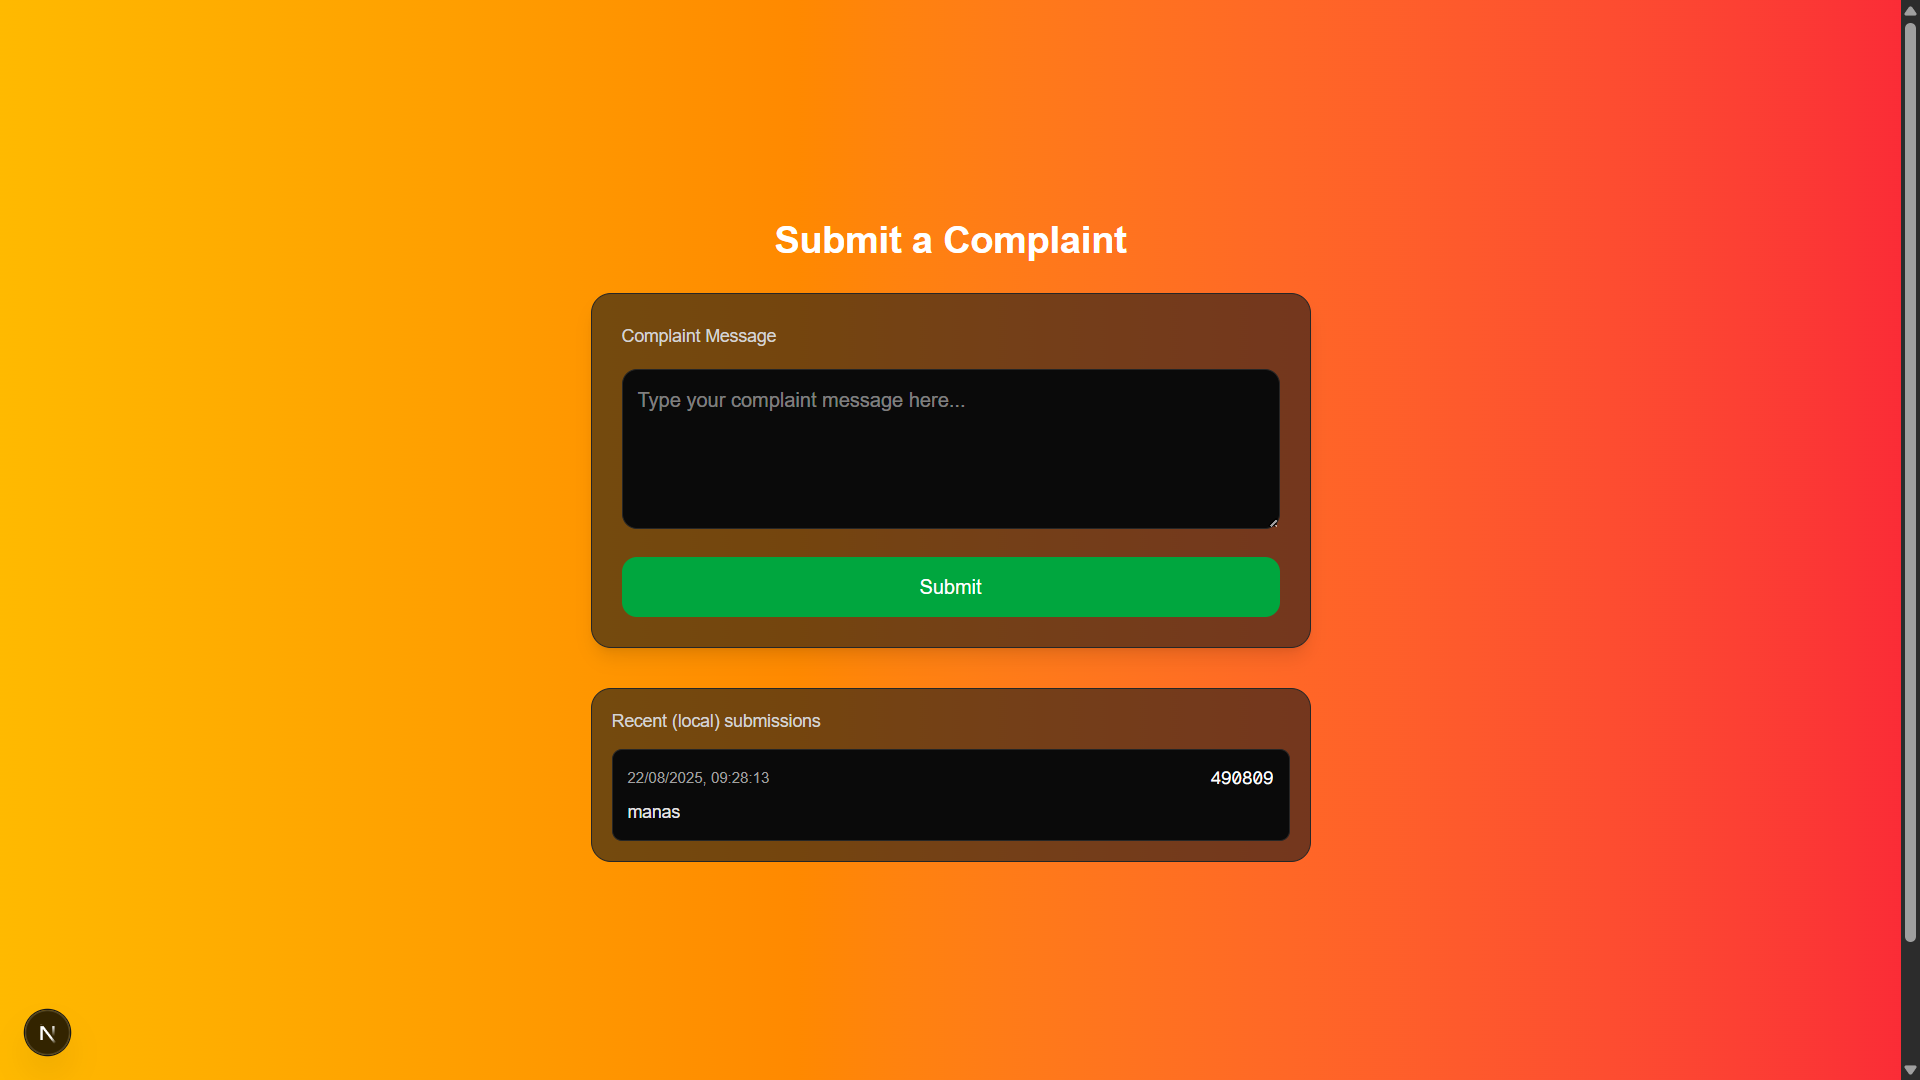 Submit a Complaint
Complaint Message
Type your complaint message here...
Submit
Recent (local) submissions
22/08/2025, 09:28:13 490809
manas
N